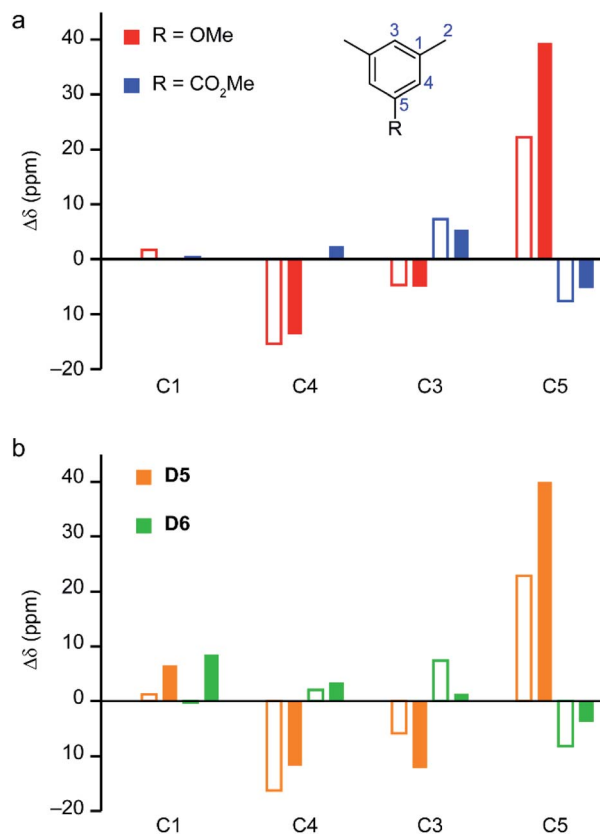 a
R = OMe
R = CO₂Me
3
2
1
4
5
R
Δδ (ppm)
40
30
20
10
0
–10
–20
C1 C4 C3 C5
b
D5
D6
Δδ (ppm)
40
30
20
10
0
–10
–20
C1 C4 C3 C5